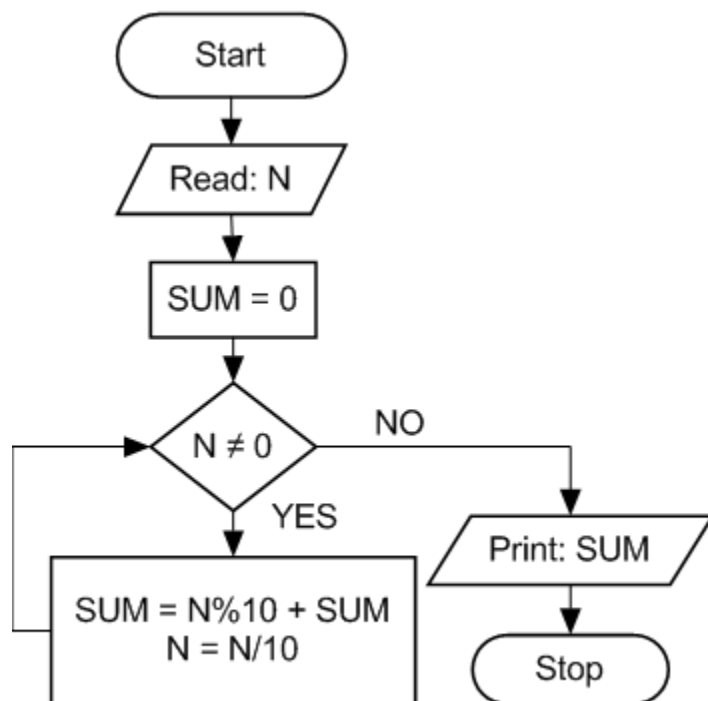 Start
Read: N
SUM = 0
N ≠ 0
NO
YES
SUM = N%10 + SUM
N = N/10
Print: SUM
Stop